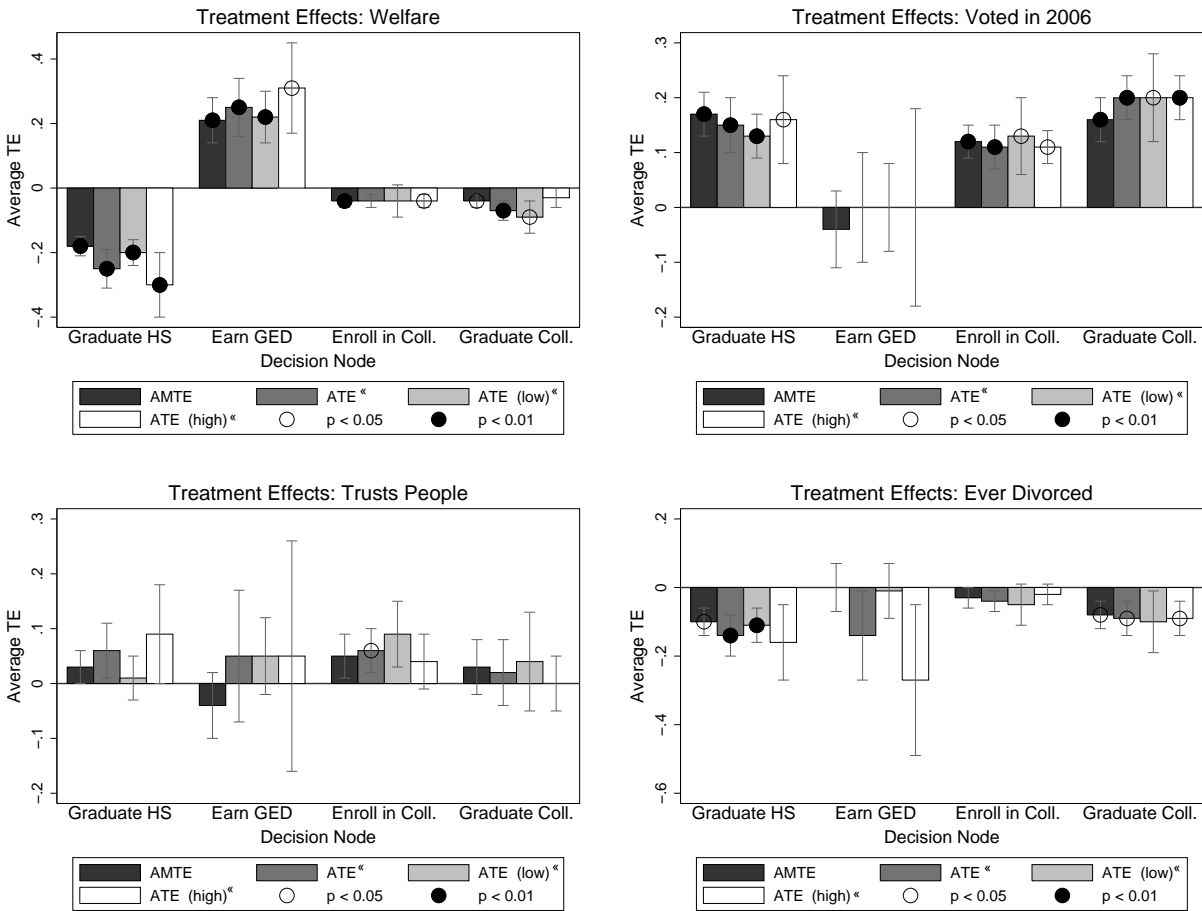 Treatment Effects: Welfare
Average TE
.4
.2
0
−.2
−.4
Graduate HS Earn GED Enroll in Coll. Graduate Coll.
Decision Node
AMTE ATE« ATE (low)«
ATE (high)« p < 0.05 p < 0.01
Treatment Effects: Voted in 2006
Average TE
.3
.2
.1
0
−.1
−.2
Graduate HS Earn GED Enroll in Coll. Graduate Coll.
Decision Node
AMTE ATE « ATE (low)«
ATE (high)« p < 0.05 p < 0.01
Treatment Effects: Trusts People
Average TE
.3
.2
.1
0
−.1
−.2
Graduate HS Earn GED Enroll in Coll. Graduate Coll.
Decision Node
AMTE ATE« ATE (low)«
ATE (high)« p < 0.05 p < 0.01
Treatment Effects: Ever Divorced
Average TE
.2
0
−.2
−.4
−.6
Graduate HS Earn GED Enroll in Coll. Graduate Coll.
Decision Node
AMTE ATE « ATE (low)«
ATE (high)« p < 0.05 p < 0.01